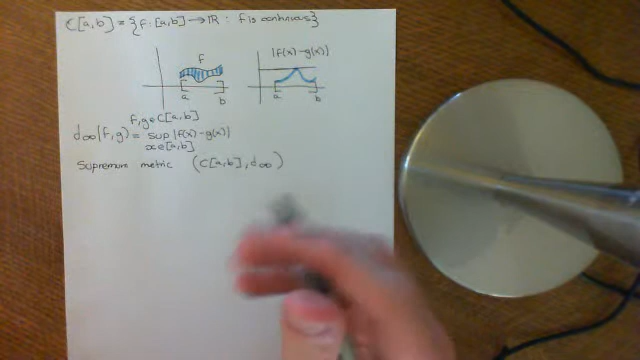 C[a,b] = {f:[a,b]→ℝ : f is continuous}
f
a b
|f(x)-g(x)|
a b
f,g∈C[a,b]
d∞(f,g) = sup |f(x)-g(x)|
x∈[a,b]
Supremum metric (C[a,b], d∞)